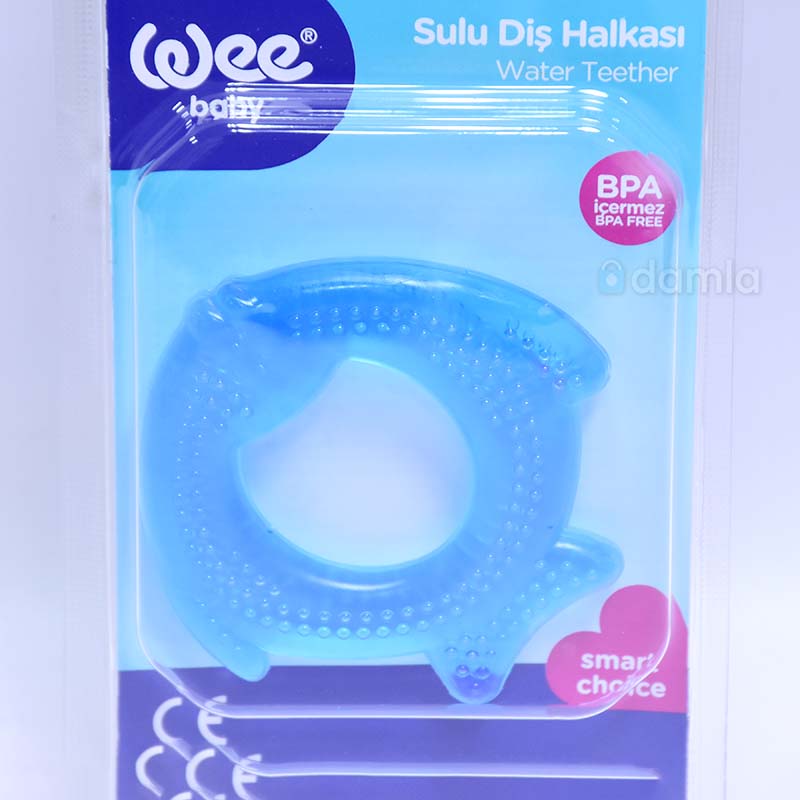 Wee®
baby
Sulu Diş Halkası
Water Teether
BPA
içermez
BPA FREE
damla
smart
choice